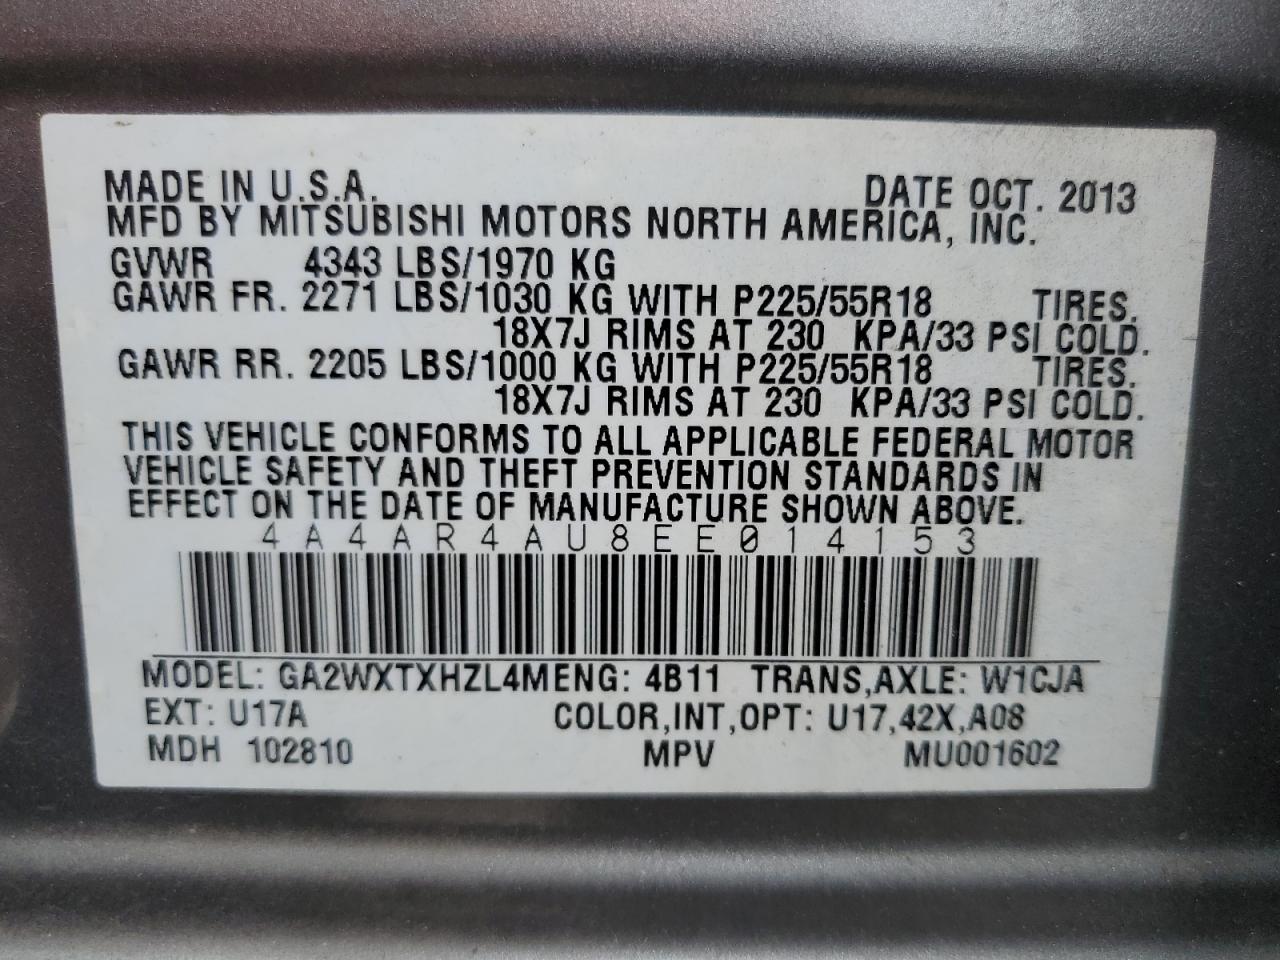 MADE IN U.S.A. DATE OCT. 2013
MFD BY MITSUBISHI MOTORS NORTH AMERICA, INC.
GVWR 4343 LBS/1970 KG
GAWR FR. 2271 LBS/1030 KG WITH P225/55R18 TIRES.
18X7J RIMS AT 230 KPA/33 PSI COLD.
GAWR RR. 2205 LBS/1000 KG WITH P225/55R18 TIRES.
18X7J RIMS AT 230 KPA/33 PSI COLD.
THIS VEHICLE CONFORMS TO ALL APPLICABLE FEDERAL MOTOR
VEHICLE SAFETY AND THEFT PREVENTION STANDARDS IN
EFFECT ON THE DATE OF MANUFACTURE SHOWN ABOVE.
4A4AR4AU8EE014153
MODEL: GA2WXTXHZL4MENG: 4B11 TRANS,AXLE: W1CJA
EXT: U17A COLOR,INT,OPT: U17,42X,A08
MDH 102810 MPV MU001602